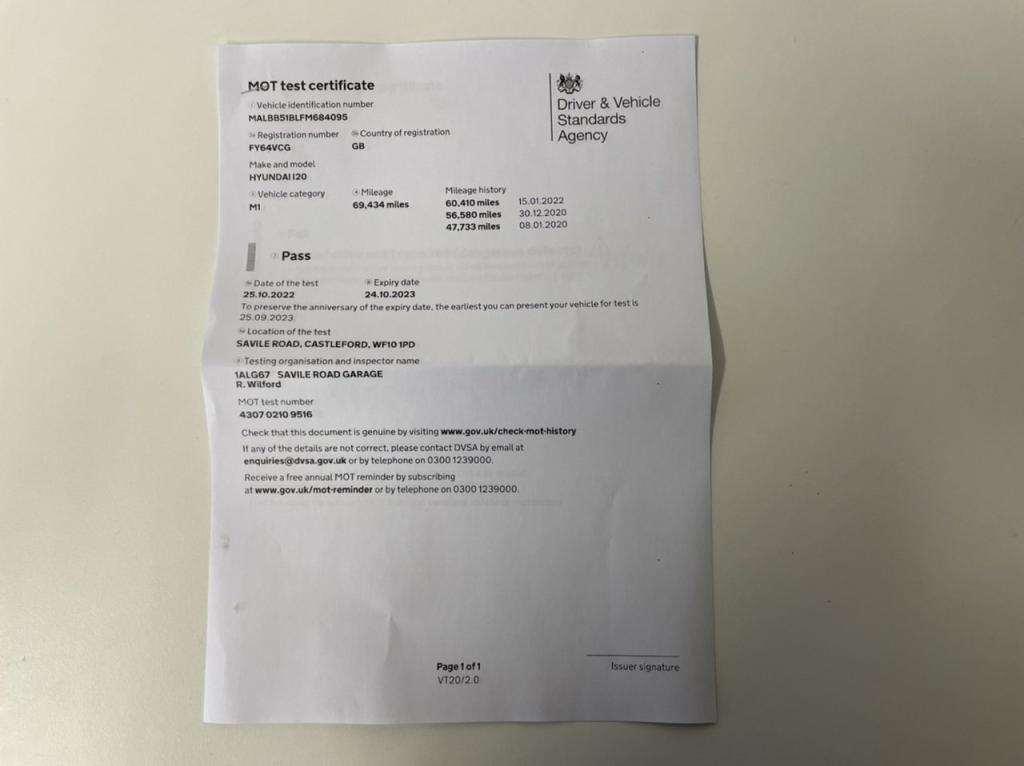 MOT test certificate
Vehicle identification number
MALBB51BLFM684095
Registration number
Country of registration
FY64VCG
GB
Make and model
HYUNDAI I20
Vehicle category
Mileage
Mileage history
M1
69,434 miles
60,410 miles 15.01.2022
56,580 miles 30.12.2020
47,733 miles 08.01.2020
Driver & Vehicle
Standards
Agency
Pass
Date of the test
Expiry date
25.10.2022
24.10.2023
To preserve the anniversary of the expiry date, the earliest you can present your vehicle for test is
25.09.2023.
Location of the test
SAVILE ROAD, CASTLEFORD, WF10 1PD
Testing organisation and inspector name
1ALG67 SAVILE ROAD GARAGE
R. Wilford
MOT test number
4307 0210 9516
Check that this document is genuine by visiting www.gov.uk/check-mot-history
If any of the details are not correct, please contact DVSA by email at
enquiries@dvsa.gov.uk or by telephone on 0300 1239000.
Receive a free annual MOT reminder by subscribing
at www.gov.uk/mot-reminder or by telephone on 0300 1239000.
Page 1 of 1
VT20/2.0
Issuer signature